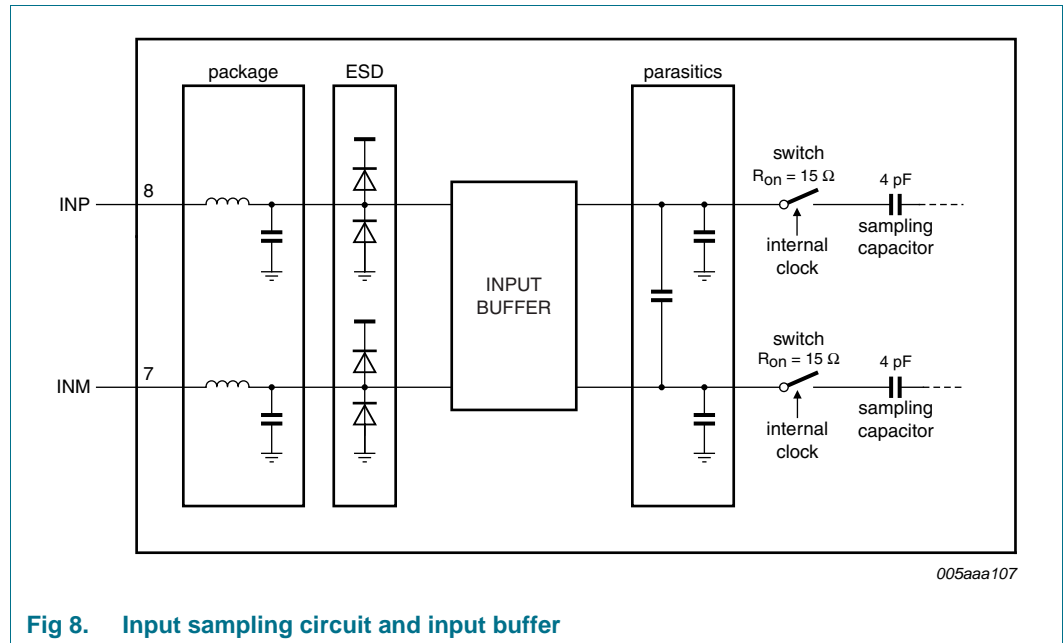 package
ESD
parasitics
switch
Ron = 15 Ω
4 pF
INP
8
sampling
capacitor
internal
clock
INPUT
BUFFER
switch
Ron = 15 Ω
4 pF
INM
7
sampling
capacitor
internal
clock
005aaa107
Fig 8. Input sampling circuit and input buffer